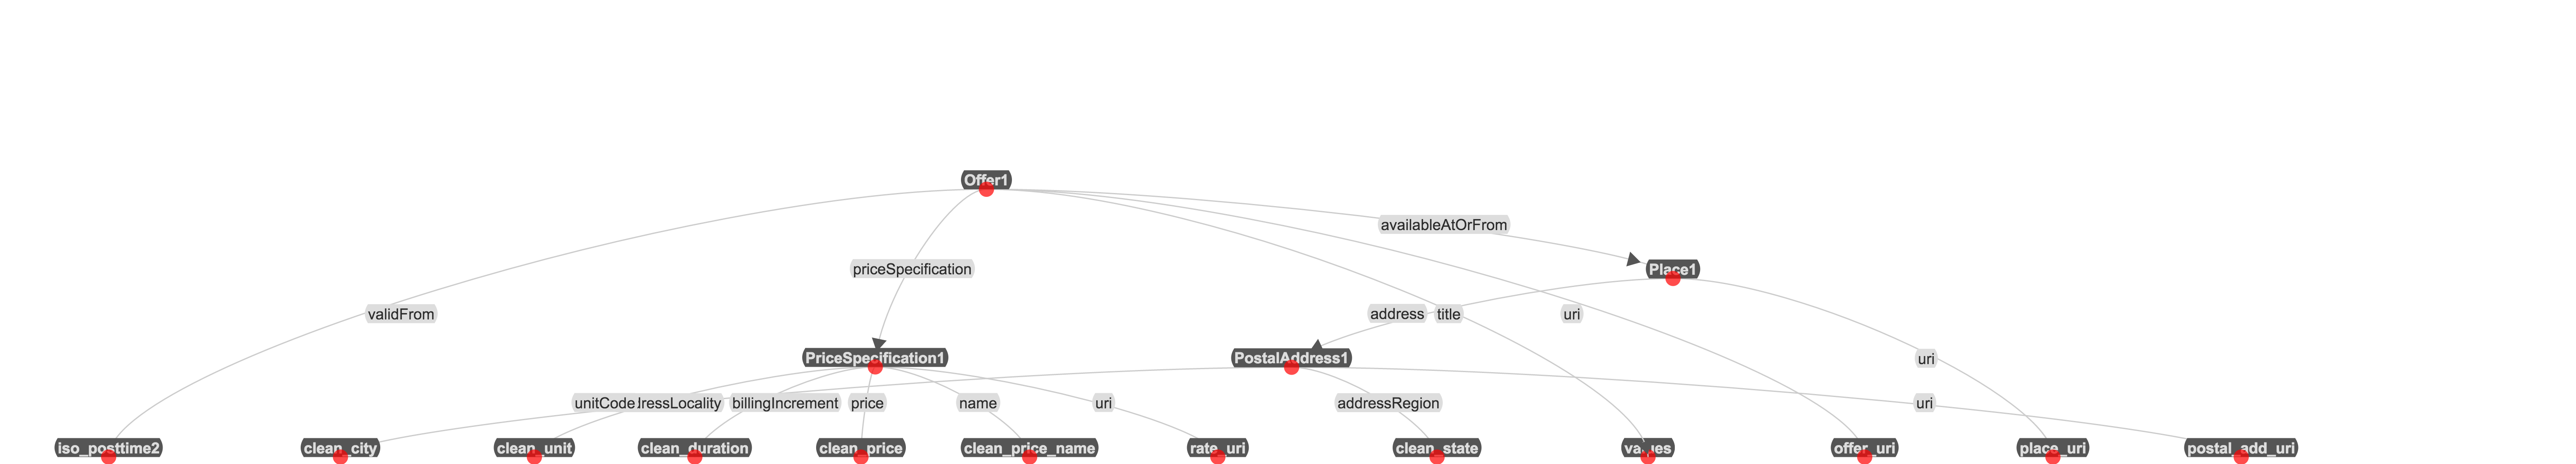 Offer1
availableAtOrFrom
priceSpecification
Place1
validFrom
address
title
uri
PriceSpecification1
PostalAddress1
uri
unitCode
ressLocality
billingIncrement
price
name
uri
addressRegion
uri
iso_posttime2
clean_city
clean_unit
clean_duration
clean_price
clean_price_name
rate_uri
clean_state
values
offer_uri
place_uri
postal_add_uri